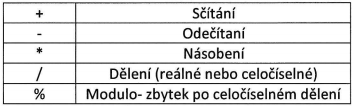 + Sčítání
- Odečítaní
* Násobení
/ Dělení (reálné nebo celočíselné)
% Modulo- zbytek po celočíselném dělení